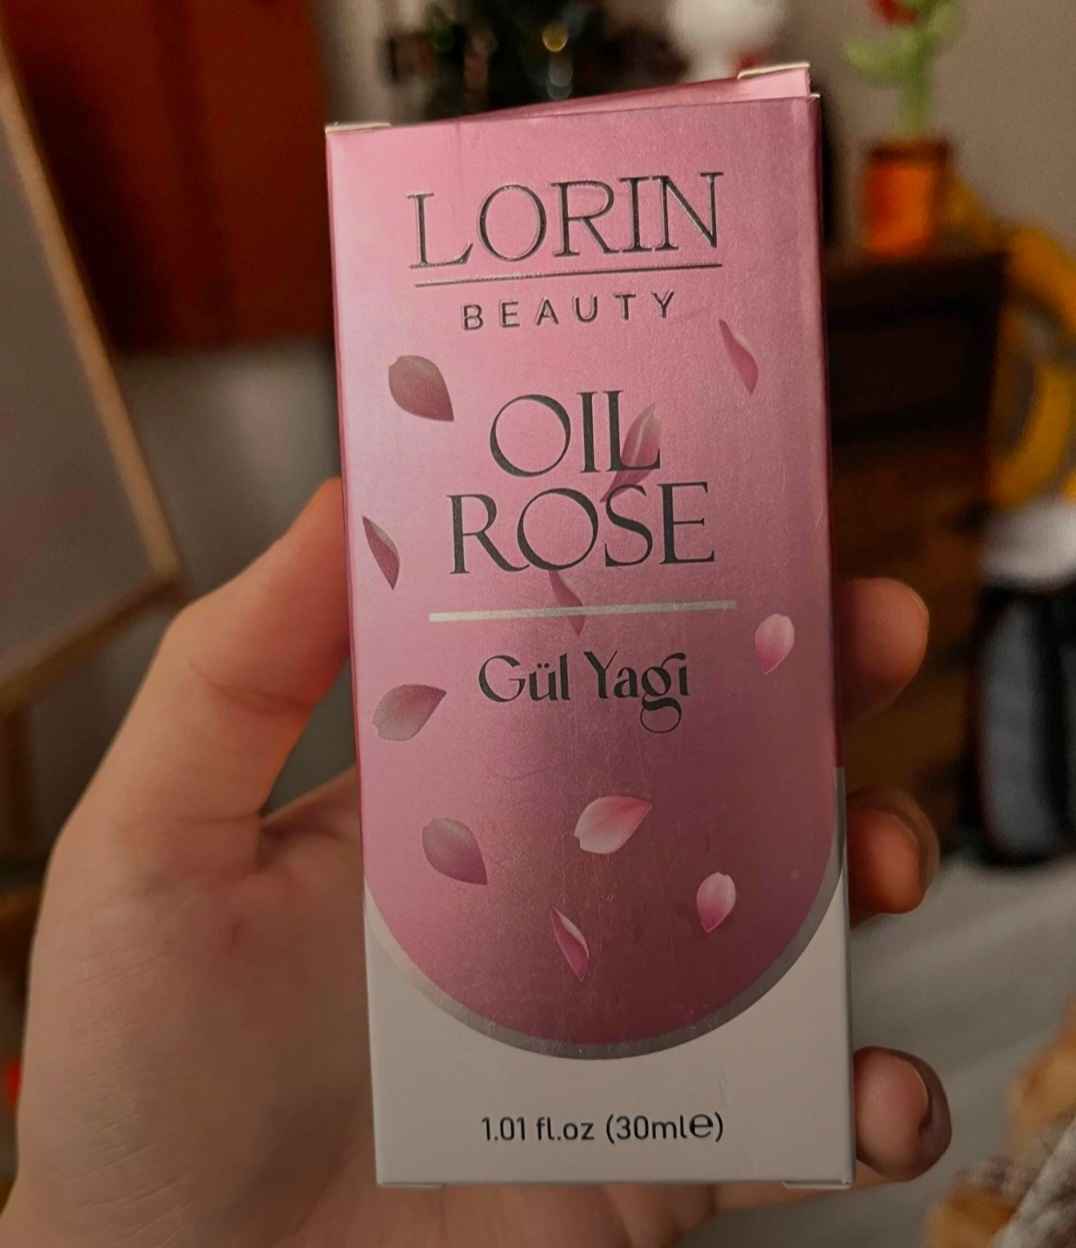 LORIN
BEAUTY
OIL
ROSE
Gül Yagi
1.01 fl.oz (30ml℮)